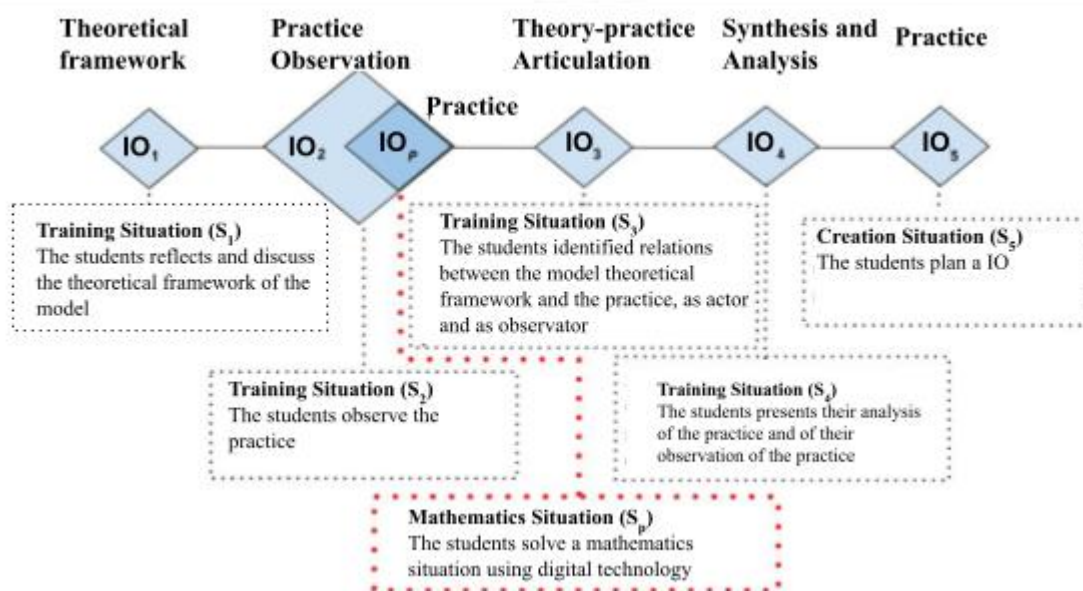 Theoretical
framework
Practice
Observation
Practice
Theory-practice
Articulation
Synthesis and
Analysis
Practice
IO₁
IO₂
IOₚ
IO₃
IO₄
IO₅
Training Situation (S₁)
The students reflects and discuss
the theoretical framework of the
model
Training Situation (S₂)
The students observe the
practice
Training Situation (S₃)
The students identified relations
between the model theoretical
framework and the practice, as actor
and as observator
Training Situation (S₄)
The students presents their analysis
of the practice and of their
observation of the practice
Creation Situation (S₅)
The students plan a IO
Mathematics Situation (Sₚ)
The students solve a mathematics
situation using digital technology